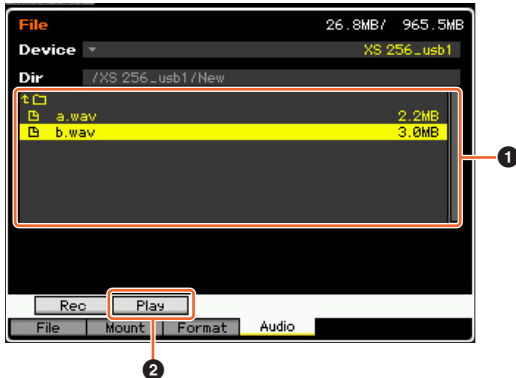 File 26.8MB/ 965.5MB
Device XS 256_usb1
Dir /XS 256_usb1/New
a.wav 2.2MB
b.wav 3.0MB
1
Rec Play
File Mount Format Audio
2